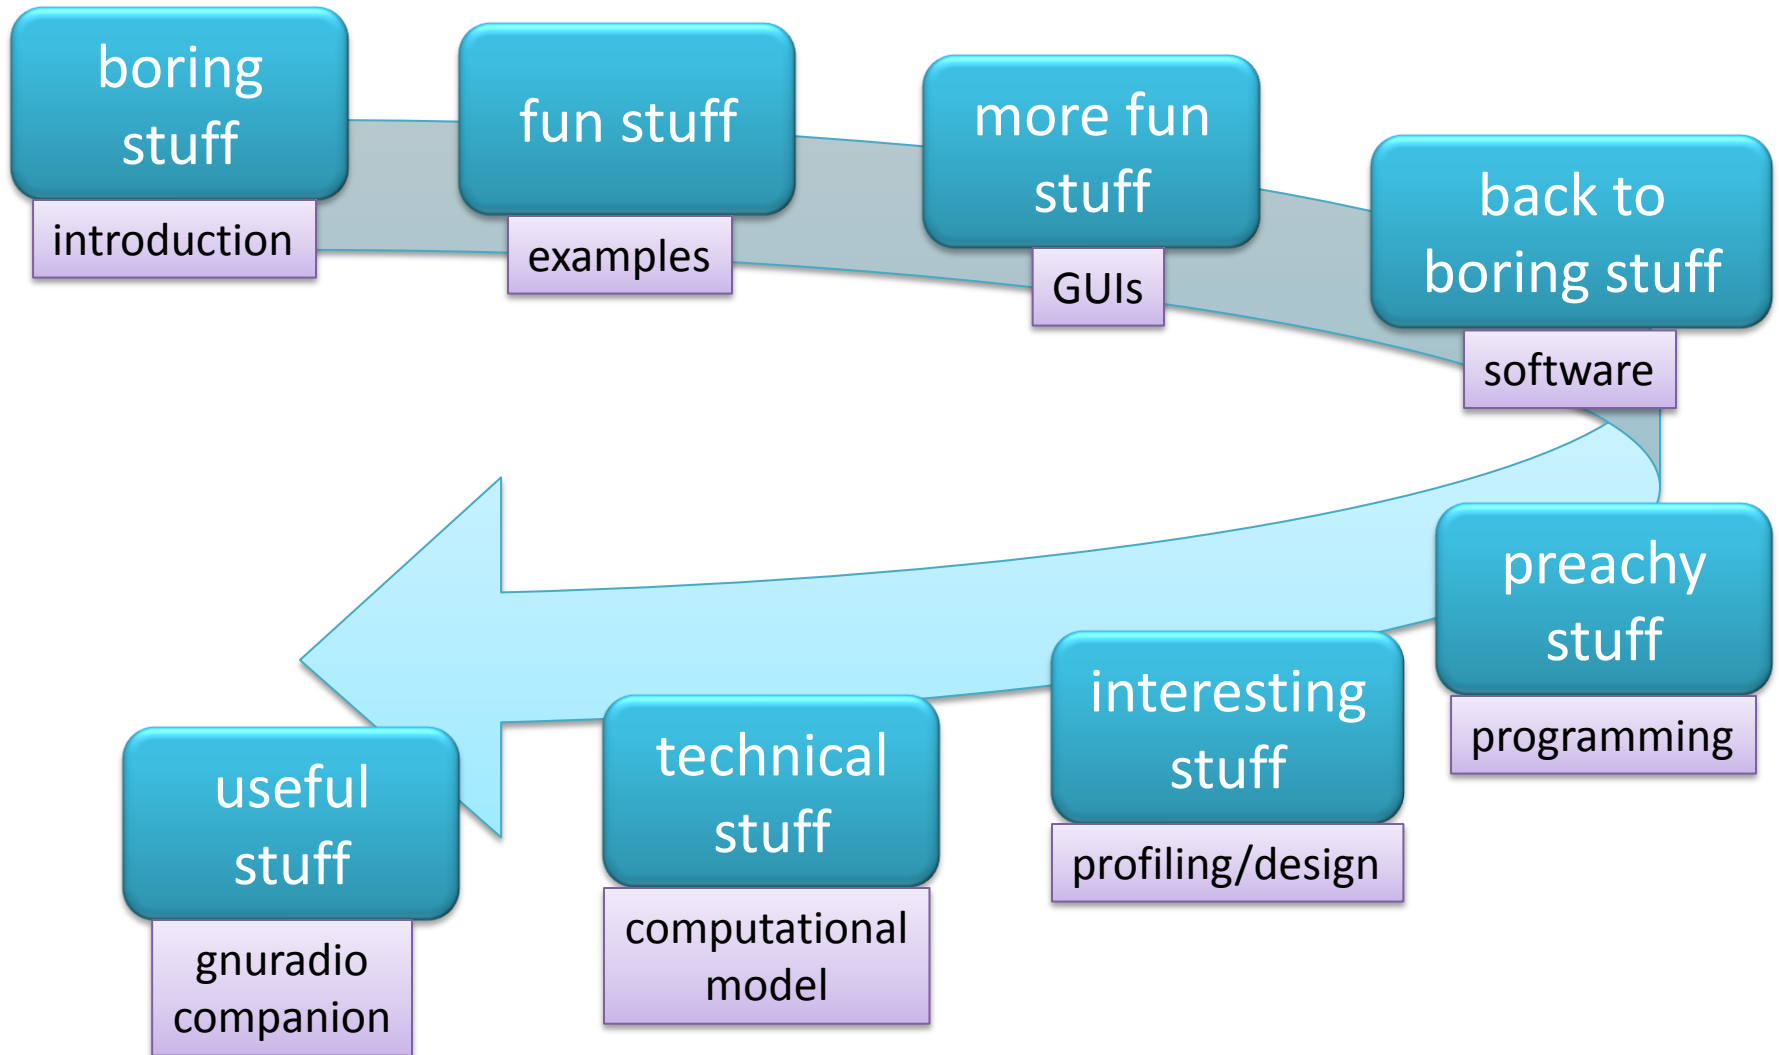 boring
stuff
introduction
fun stuff
examples
more fun
stuff
GUIs
back to
boring stuff
software
preachy
stuff
programming
interesting
stuff
profiling/design
technical
stuff
computational
model
useful
stuff
gnuradio
companion